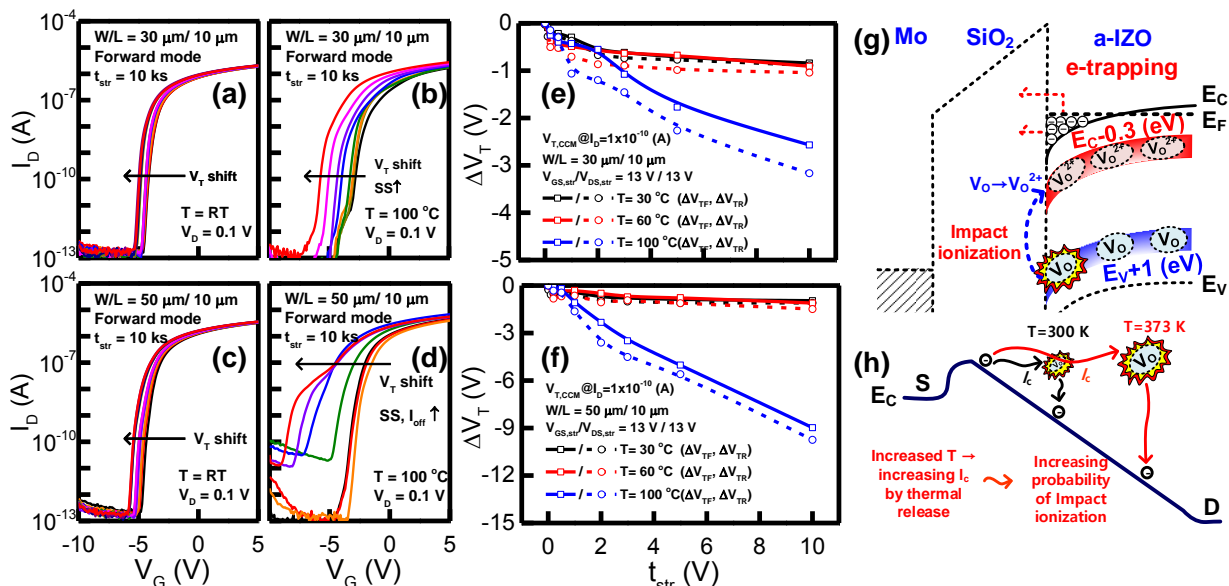 10⁻⁴
10⁻⁷
10⁻¹⁰
10⁻¹³
I_D (A)
W/L = 30 μm/ 10 μm
Forward mode
t_str = 10 ks
(a)
V_T shift
T = RT
V_D = 0.1 V
W/L = 30 μm/ 10 μm
Forward mode
t_str = 10 ks
(b)
V_T shift
SS↑
T = 100 °C
V_D = 0.1 V
10⁻⁷
10⁻¹⁰
10⁻¹³
I_D (A)
W/L = 50 μm/ 10 μm
Forward mode
t_str = 10 ks
(c)
V_T shift
T = RT
V_D = 0.1 V
-10 -5 0 5
V_G (V)
W/L = 50 μm/ 10 μm
Forward mode
t_str = 10 ks
(d)
V_T shift
SS, I_off ↑
T = 100 °C
V_D = 0.1 V
-5 0 5
V_G (V)
0
-1
-2
-3
-4
-5
ΔV_T (V)
(e)
V_T,CCM@I_D=1x10⁻¹⁰ (A)
W/L = 30 μm/ 10 μm
V_GS,str/V_DS,str = 13 V / 13 V
/ T= 30 °C (ΔV_TF, ΔV_TR)
/ T= 60 °C (ΔV_TF, ΔV_TR)
/ T= 100 °C(ΔV_TF, ΔV_TR)
0
-3
-6
-9
-12
-15
ΔV_T (V)
(f)
V_T,CCM@I_D=1x10⁻¹⁰ (A)
W/L = 50 μm/ 10 μm
V_GS,str/V_DS,str = 13 V / 13 V
/ T= 30 °C (ΔV_TF, ΔV_TR)
/ T= 60 °C (ΔV_TF, ΔV_TR)
/ T= 100 °C(ΔV_TF, ΔV_TR)
0 2 4 6 8 10
t_str (V)
(g)
Mo
SiO₂
a-IZO
e-trapping
E_C
E_F
E_C-0.3 (eV)
V_O²⁺
V_O²⁺
V_O²⁺
V_O→V_O²⁺
Impact
ionization
V_O
V_O
V_O
E_V+1 (eV)
E_V
(h)
T=300 K
T=373 K
I_c
I_c
S
E_C
D
Increased T →
increasing I_c
by thermal
release
Increasing
probability
of Impact
ionization